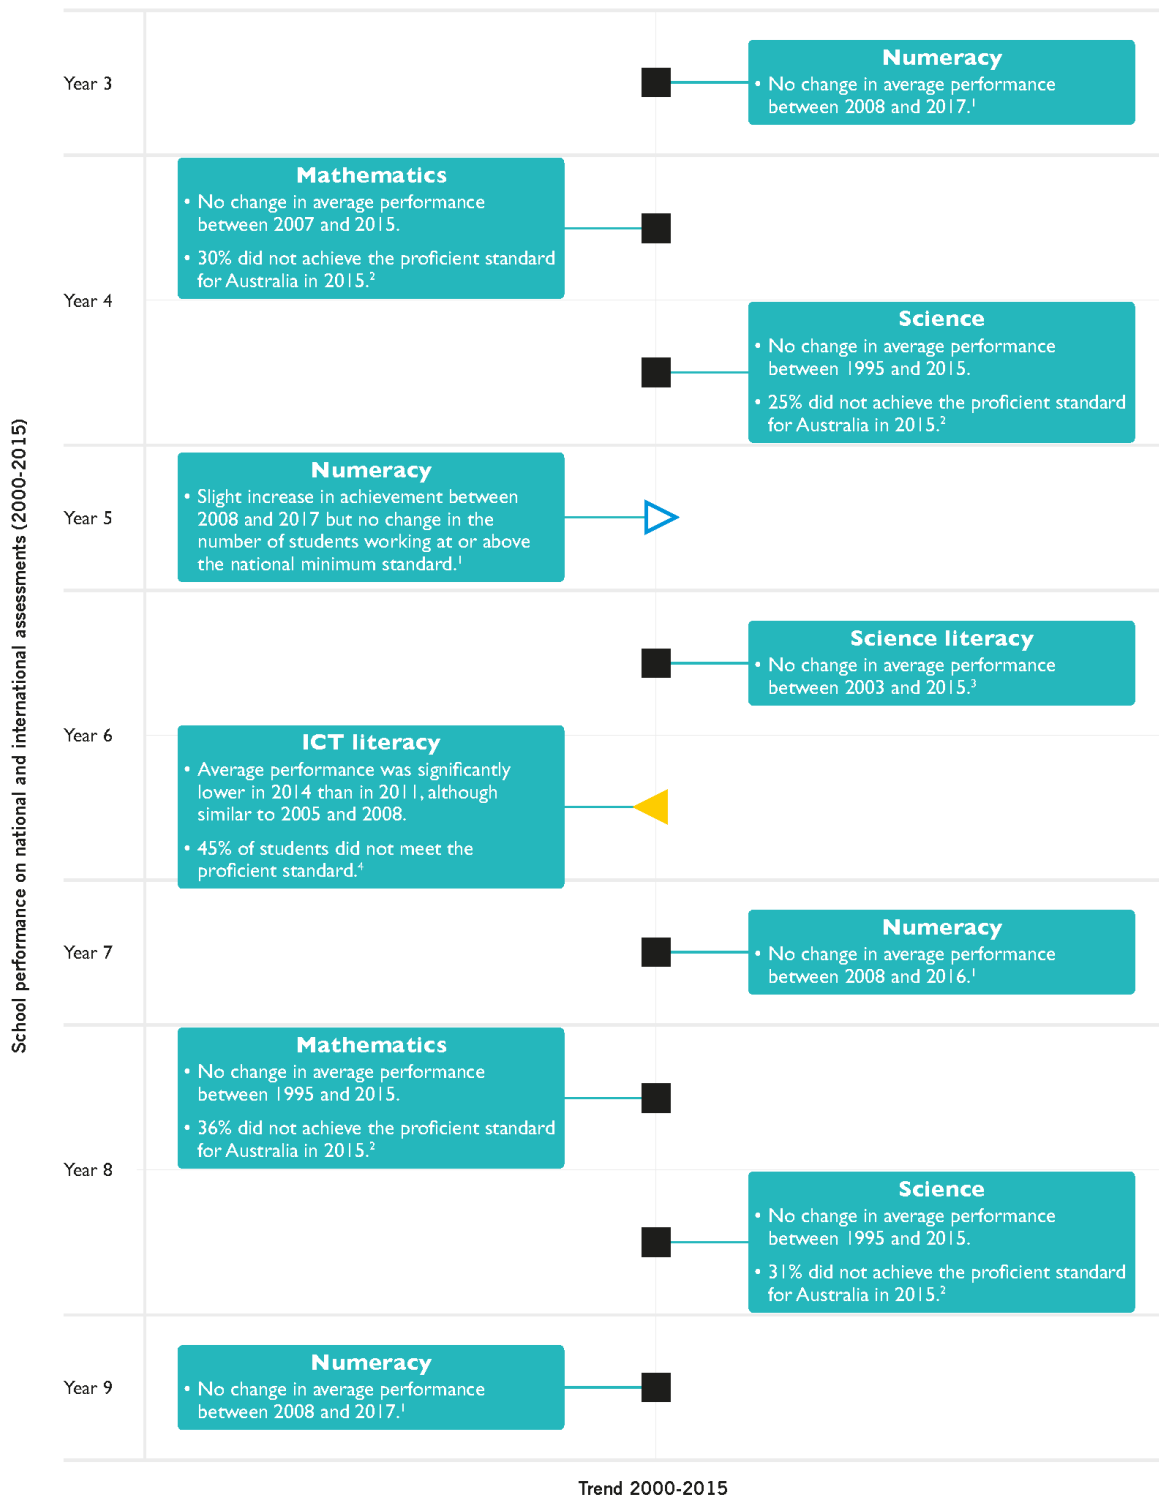 School performance on national and international assessments (2000-2015)
Year 3
Numeracy
• No change in average performance
between 2008 and 2017.¹
Year 4
Mathematics
• No change in average performance
between 2007 and 2015.
• 30% did not achieve the proficient standard
for Australia in 2015.²
Science
• No change in average performance
between 1995 and 2015.
• 25% did not achieve the proficient standard
for Australia in 2015.²
Year 5
Numeracy
• Slight increase in achievement between
2008 and 2017 but no change in the
number of students working at or above
the national minimum standard.¹
Year 6
Science literacy
• No change in average performance
between 2003 and 2015.³
ICT literacy
• Average performance was significantly
lower in 2014 than in 2011, although
similar to 2005 and 2008.
• 45% of students did not meet the
proficient standard.⁴
Year 7
Numeracy
• No change in average performance
between 2008 and 2016.¹
Year 8
Mathematics
• No change in average performance
between 1995 and 2015.
• 36% did not achieve the proficient standard
for Australia in 2015.²
Science
• No change in average performance
between 1995 and 2015.
• 31% did not achieve the proficient standard
for Australia in 2015.²
Year 9
Numeracy
• No change in average performance
between 2008 and 2017.¹
Trend 2000-2015